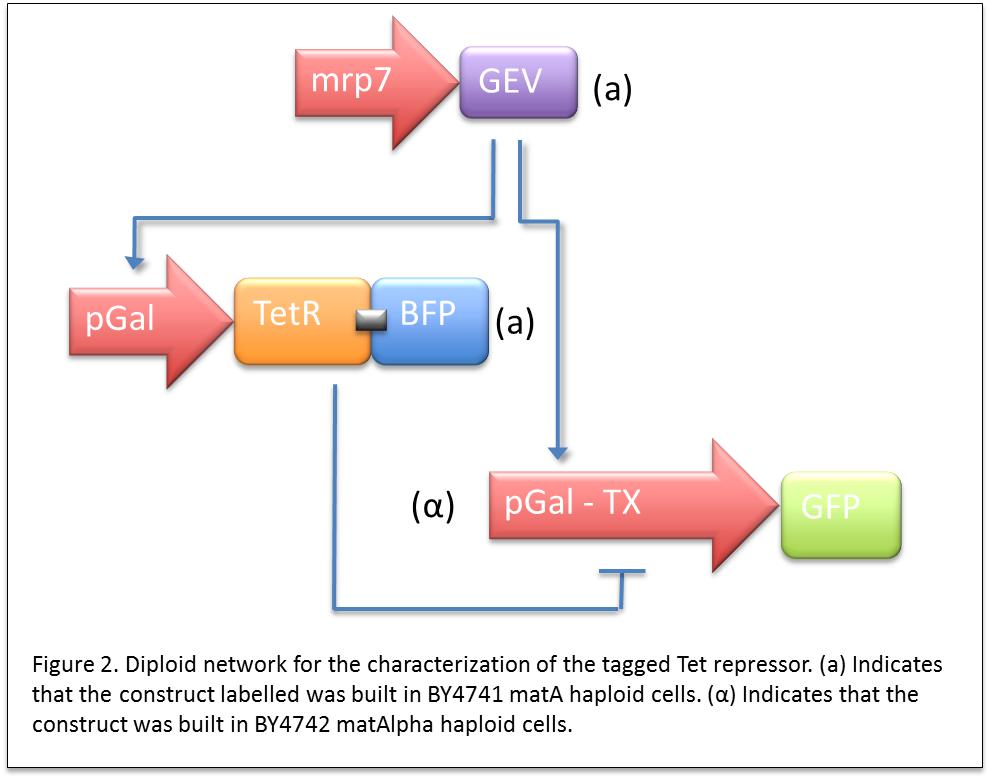 mrp7
GEV
(a)
pGal
TetR
BFP
(a)
(α)
pGal - TX
GFP
Figure 2. Diploid network for the characterization of the tagged Tet repressor. (a) Indicates
that the construct labelled was built in BY4741 matA haploid cells. (α) Indicates that the
construct was built in BY4742 matAlpha haploid cells.